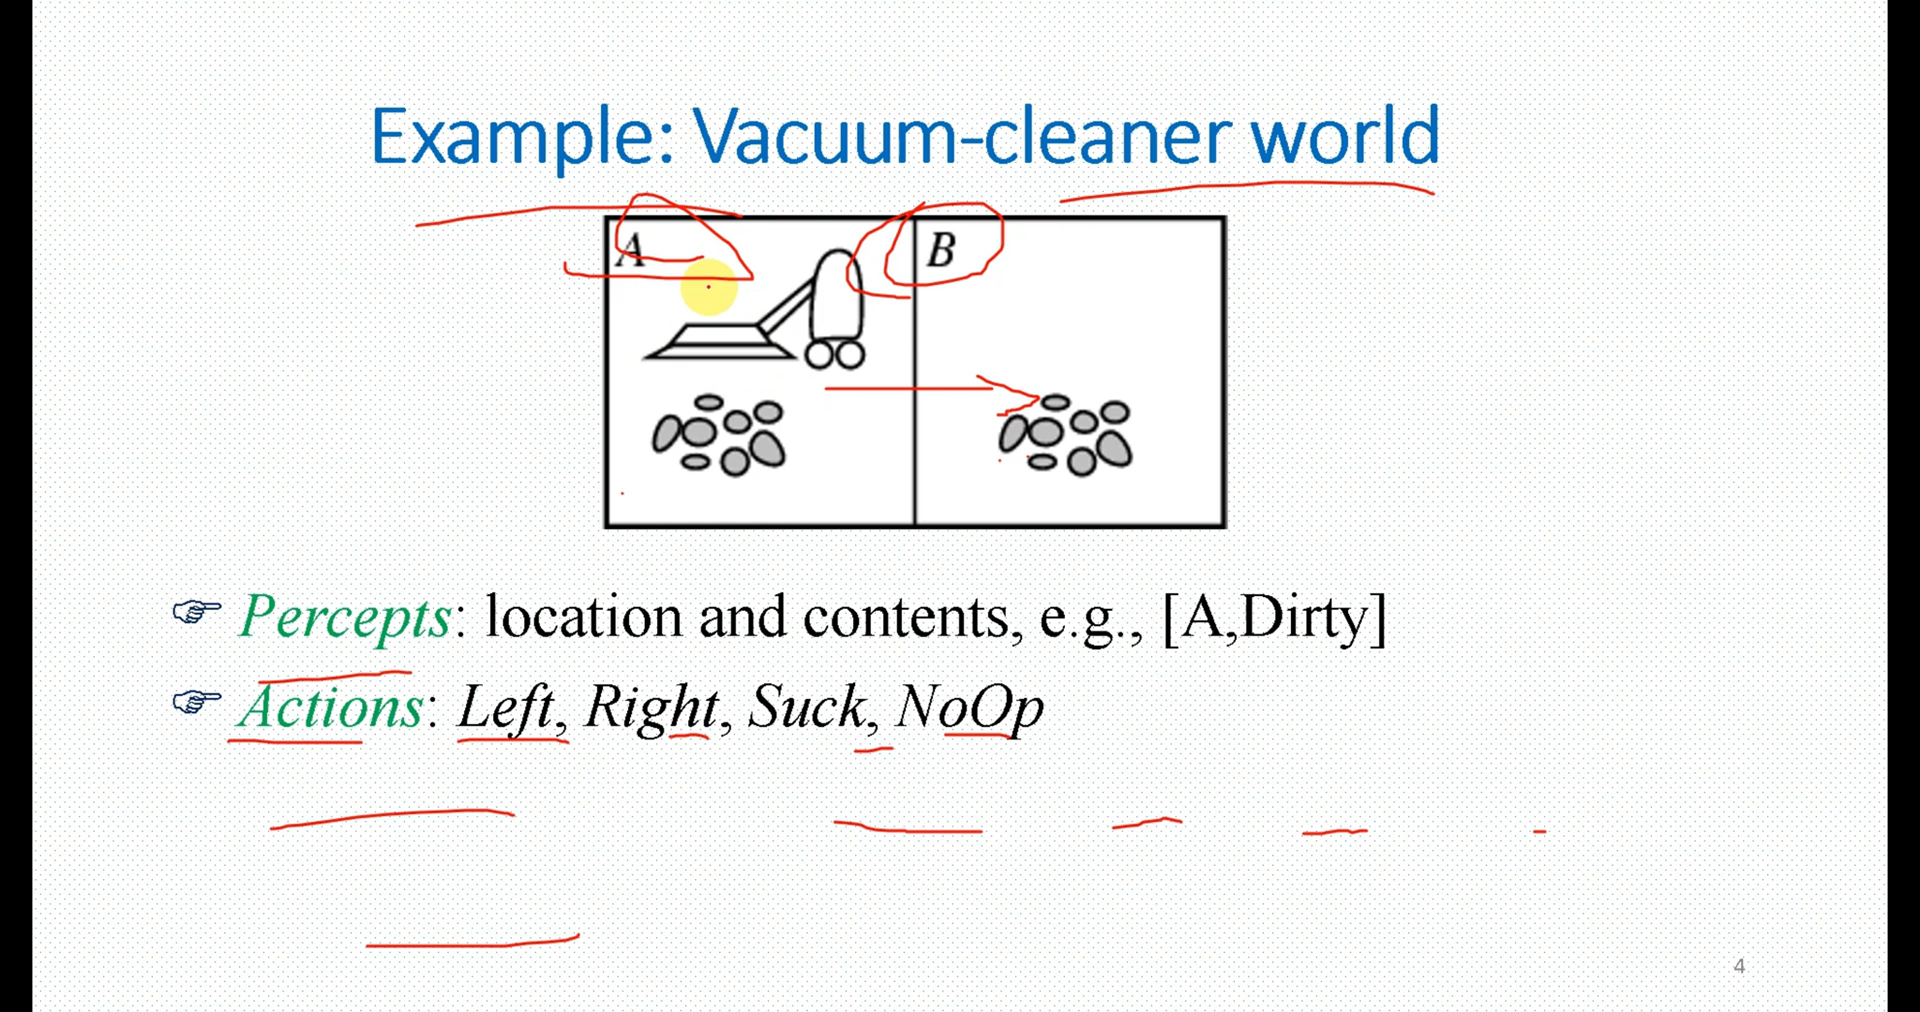 Example: Vacuum-cleaner world
A
B
Percepts: location and contents, e.g., [A,Dirty]
Actions: Left, Right, Suck, NoOp
4